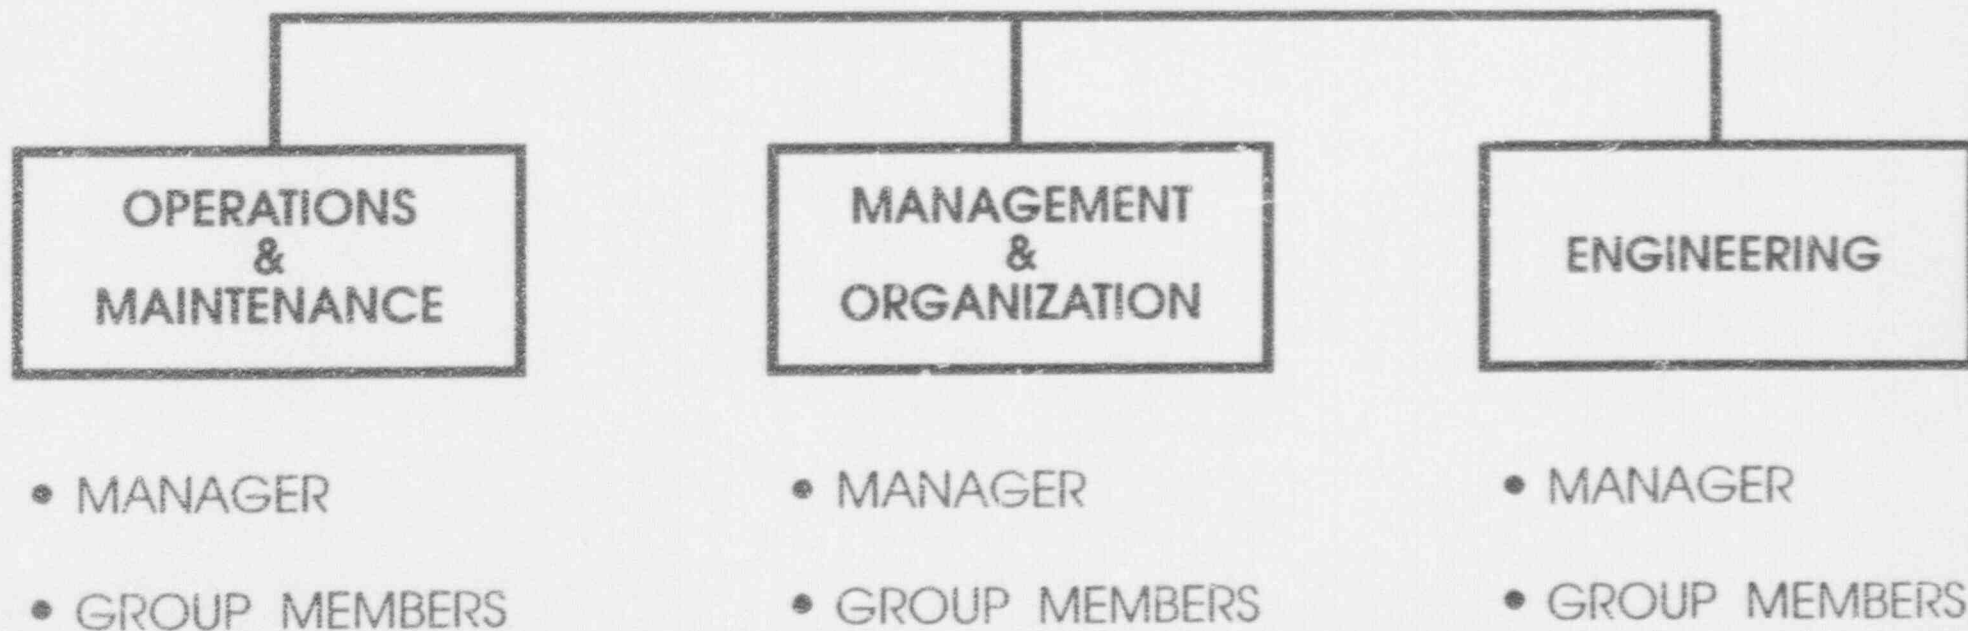 OPERATIONS
&
MAINTENANCE
MANAGEMENT
&
ORGANIZATION
ENGINEERING
• MANAGER
• GROUP MEMBERS
• MANAGER
• GROUP MEMBERS
• MANAGER
• GROUP MEMBERS